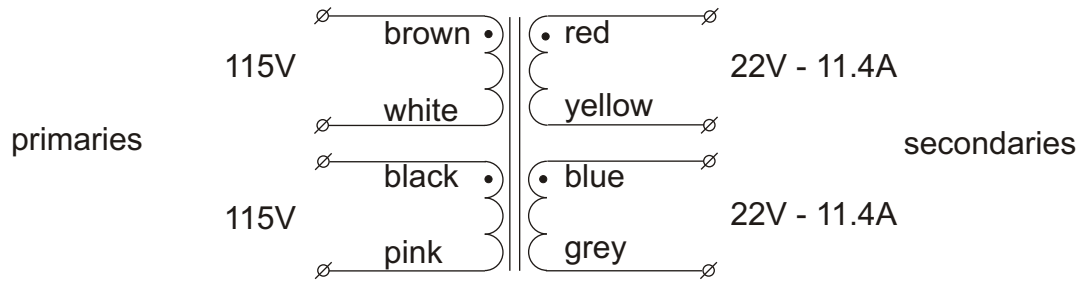 brown
red
115V
22V - 11.4A
white
yellow
primaries
secondaries
black
blue
115V
22V - 11.4A
pink
grey